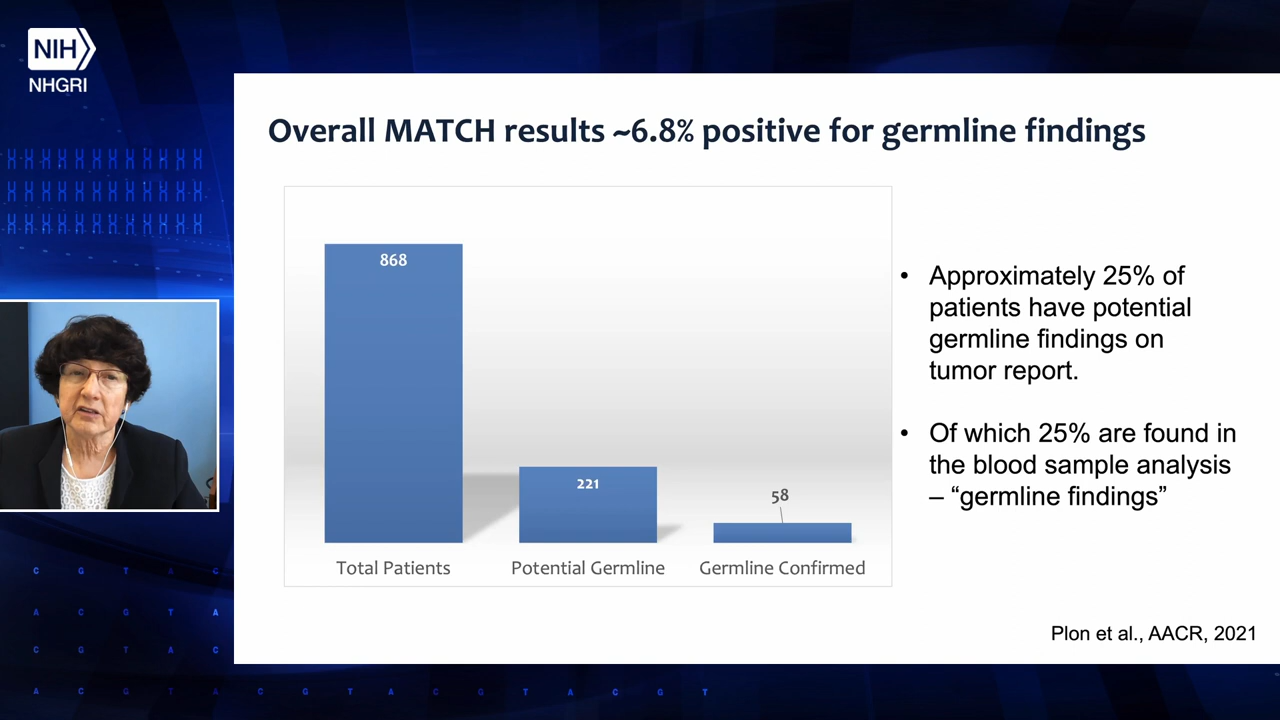 NIH
NHGRI
Overall MATCH results ~6.8% positive for germline findings
868
221
58
Total Patients
Potential Germline
Germline Confirmed
• Approximately 25% of
patients have potential
germline findings on
tumor report.
• Of which 25% are found in
the blood sample analysis
– “germline findings”
Plon et al., AACR, 2021
C G T A C
A C G T A
C G T A C
A C G T A C G T A C G T A C G T